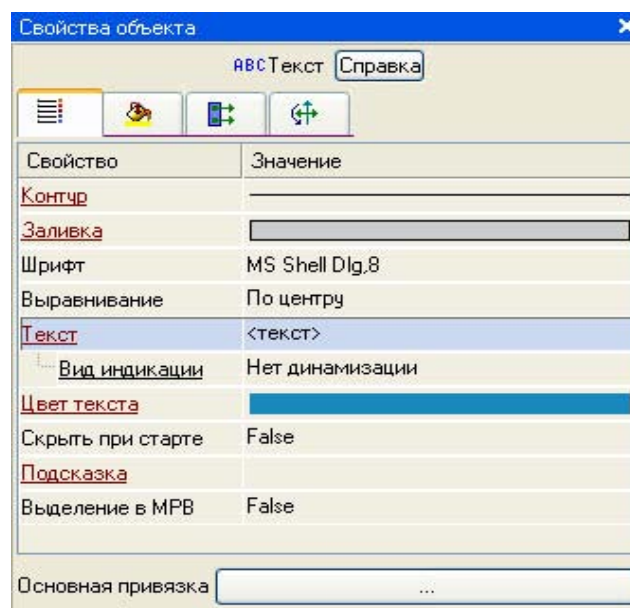 Свойства объекта
ABCТекст Справка
Свойство Значение
Контур
Заливка
Шрифт MS Shell Dlg,8
Выравнивание По центру
Текст <текст>
Вид индикации Нет динамизации
Цвет текста
Скрыть при старте False
Подсказка
Выделение в МРВ False
Основная привязка ...